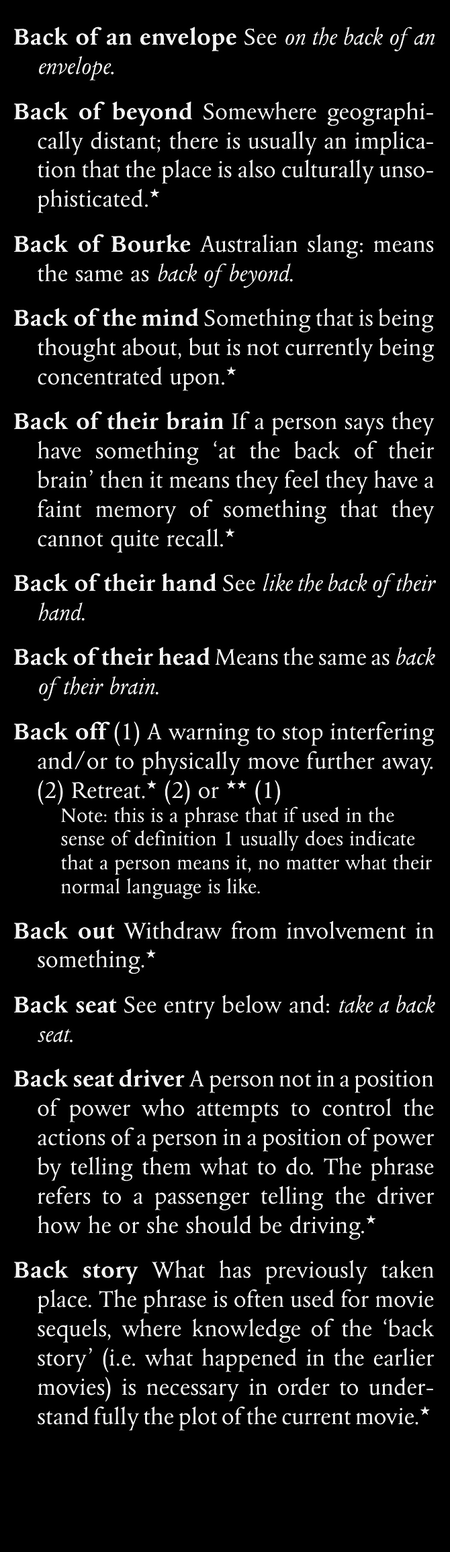 Back of an envelope See on the back of an
envelope.
Back of beyond Somewhere geographi-
cally distant; there is usually an implica-
tion that the place is also culturally unso-
phisticated.★
Back of Bourke Australian slang: means
the same as back of beyond.
Back of the mind Something that is being
thought about, but is not currently being
concentrated upon.★
Back of their brain If a person says they
have something ‘at the back of their
brain’ then it means they feel they have a
faint memory of something that they
cannot quite recall.★
Back of their hand See like the back of their
hand.
Back of their head Means the same as back
of their brain.
Back off (1) A warning to stop interfering
and/or to physically move further away.
(2) Retreat.★ (2) or ★★ (1)
Note: this is a phrase that if used in the
sense of definition 1 usually does indicate
that a person means it, no matter what their
normal language is like.
Back out Withdraw from involvement in
something.★
Back seat See entry below and: take a back
seat.
Back seat driver A person not in a position
of power who attempts to control the
actions of a person in a position of power
by telling them what to do. The phrase
refers to a passenger telling the driver
how he or she should be driving.★
Back story What has previously taken
place. The phrase is often used for movie
sequels, where knowledge of the ‘back
story’ (i.e. what happened in the earlier
movies) is necessary in order to under-
stand fully the plot of the current movie.★